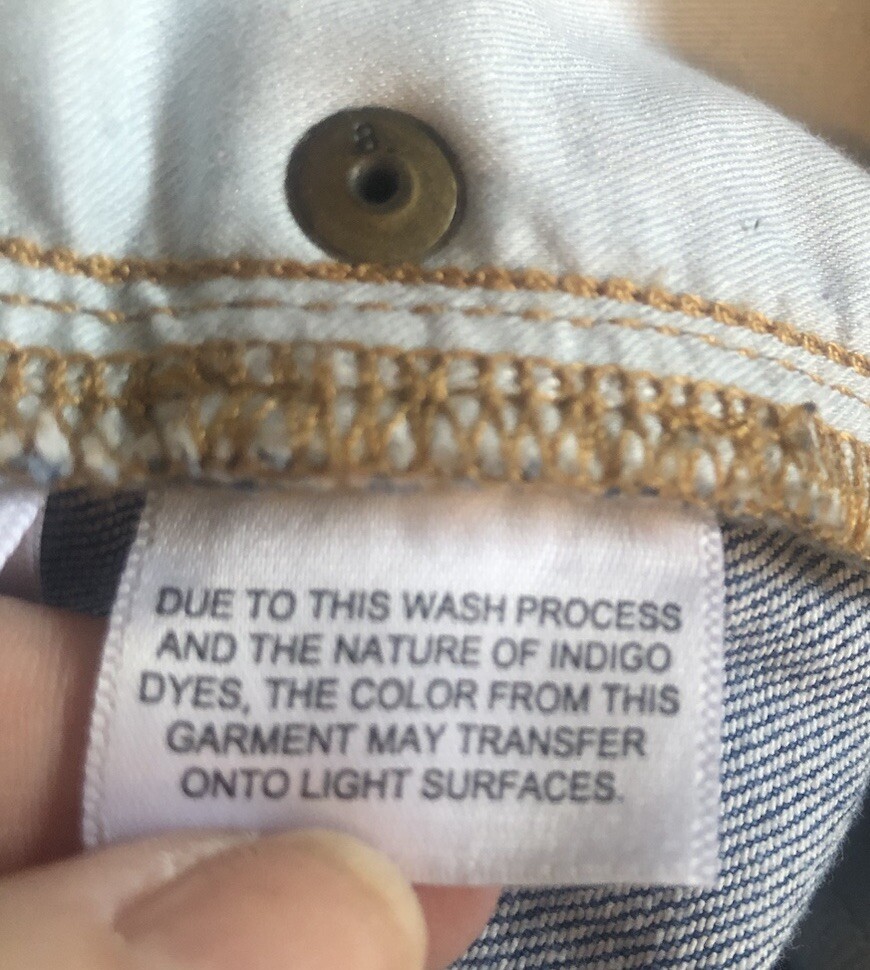 8
DUE TO THIS WASH PROCESS
AND THE NATURE OF INDIGO
DYES, THE COLOR FROM THIS
GARMENT MAY TRANSFER
ONTO LIGHT SURFACES.